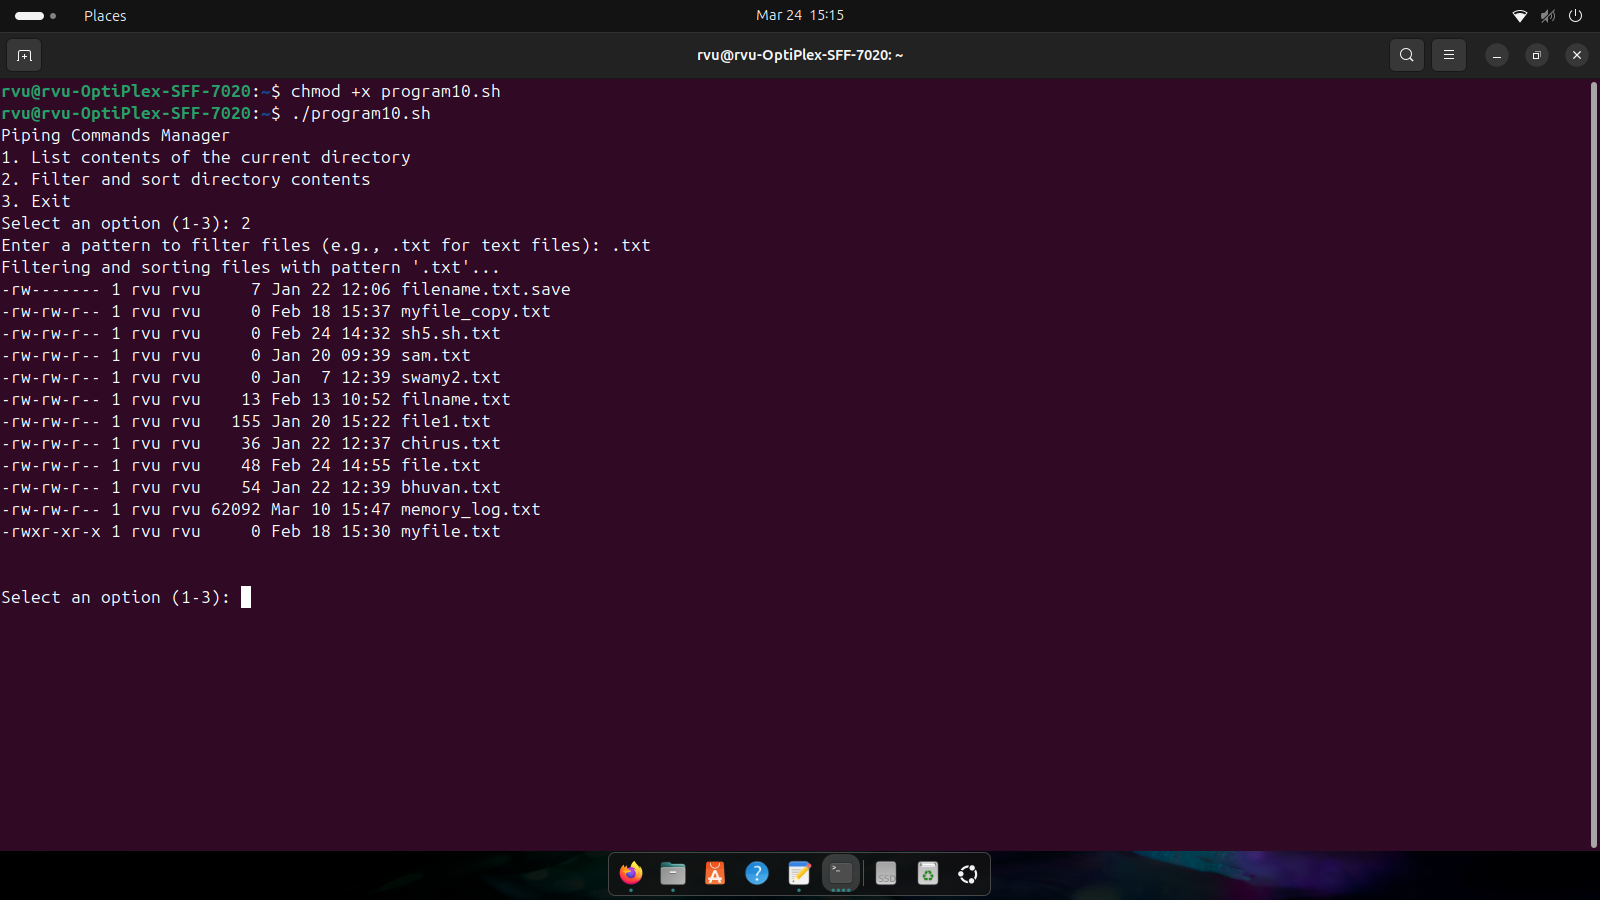 Places
Mar 24 15:15
rvu@rvu-OptiPlex-SFF-7020: ~
rvu@rvu-OptiPlex-SFF-7020:~$ chmod +x program10.sh
rvu@rvu-OptiPlex-SFF-7020:~$ ./program10.sh
Piping Commands Manager
1. List contents of the current directory
2. Filter and sort directory contents
3. Exit
Select an option (1-3): 2
Enter a pattern to filter files (e.g., .txt for text files): .txt
Filtering and sorting files with pattern '.txt'...
-rw------- 1 rvu rvu     7 Jan 22 12:06 filename.txt.save
-rw-rw-r-- 1 rvu rvu     0 Feb 18 15:37 myfile_copy.txt
-rw-rw-r-- 1 rvu rvu     0 Feb 24 14:32 sh5.sh.txt
-rw-rw-r-- 1 rvu rvu     0 Jan 20 09:39 sam.txt
-rw-rw-r-- 1 rvu rvu     0 Jan  7 12:39 swamy2.txt
-rw-rw-r-- 1 rvu rvu    13 Feb 13 10:52 filname.txt
-rw-rw-r-- 1 rvu rvu   155 Jan 20 15:22 file1.txt
-rw-rw-r-- 1 rvu rvu    36 Jan 22 12:37 chirus.txt
-rw-rw-r-- 1 rvu rvu    48 Feb 24 14:55 file.txt
-rw-rw-r-- 1 rvu rvu    54 Jan 22 12:39 bhuvan.txt
-rw-rw-r-- 1 rvu rvu 62092 Mar 10 15:47 memory_log.txt
-rwxr-xr-x 1 rvu rvu     0 Feb 18 15:30 myfile.txt
Select an option (1-3):
SSD